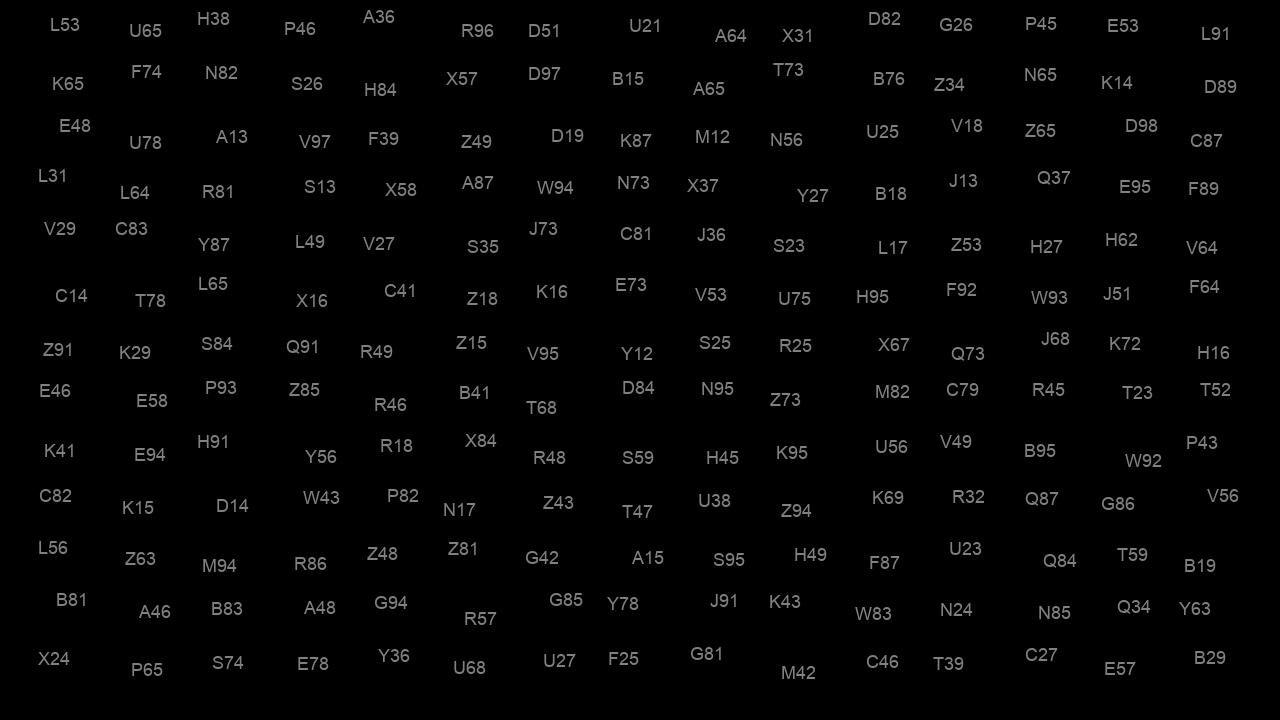 L53 U65 H38 P46 A36 R96 D51 U21 A64 X31 D82 G26 P45 E53 L91
K65 F74 N82 S26 H84 X57 D97 B15 A65 T73 B76 Z34 N65 K14 D89
E48 U78 A13 V97 F39 Z49 D19 K87 M12 N56 U25 V18 Z65 D98 C87
L31 L64 R81 S13 X58 A87 W94 N73 X37 Y27 B18 J13 Q37 E95 F89
V29 C83 Y87 L49 V27 S35 J73 C81 J36 S23 L17 Z53 H27 H62 V64
C14 T78 L65 X16 C41 Z18 K16 E73 V53 U75 H95 F92 W93 J51 F64
Z91 K29 S84 Q91 R49 Z15 V95 Y12 S25 R25 X67 Q73 J68 K72 H16
E46 E58 P93 Z85 R46 B41 T68 D84 N95 Z73 M82 C79 R45 T23 T52
K41 E94 H91 Y56 R18 X84 R48 S59 H45 K95 U56 V49 B95 W92 P43
C82 K15 D14 W43 P82 N17 Z43 T47 U38 Z94 K69 R32 Q87 G86 V56
L56 Z63 M94 R86 Z48 Z81 G42 A15 S95 H49 F87 U23 Q84 T59 B19
B81 A46 B83 A48 G94 R57 G85 Y78 J91 K43 W83 N24 N85 Q34 Y63
X24 P65 S74 E78 Y36 U68 U27 F25 G81 M42 C46 T39 C27 E57 B29